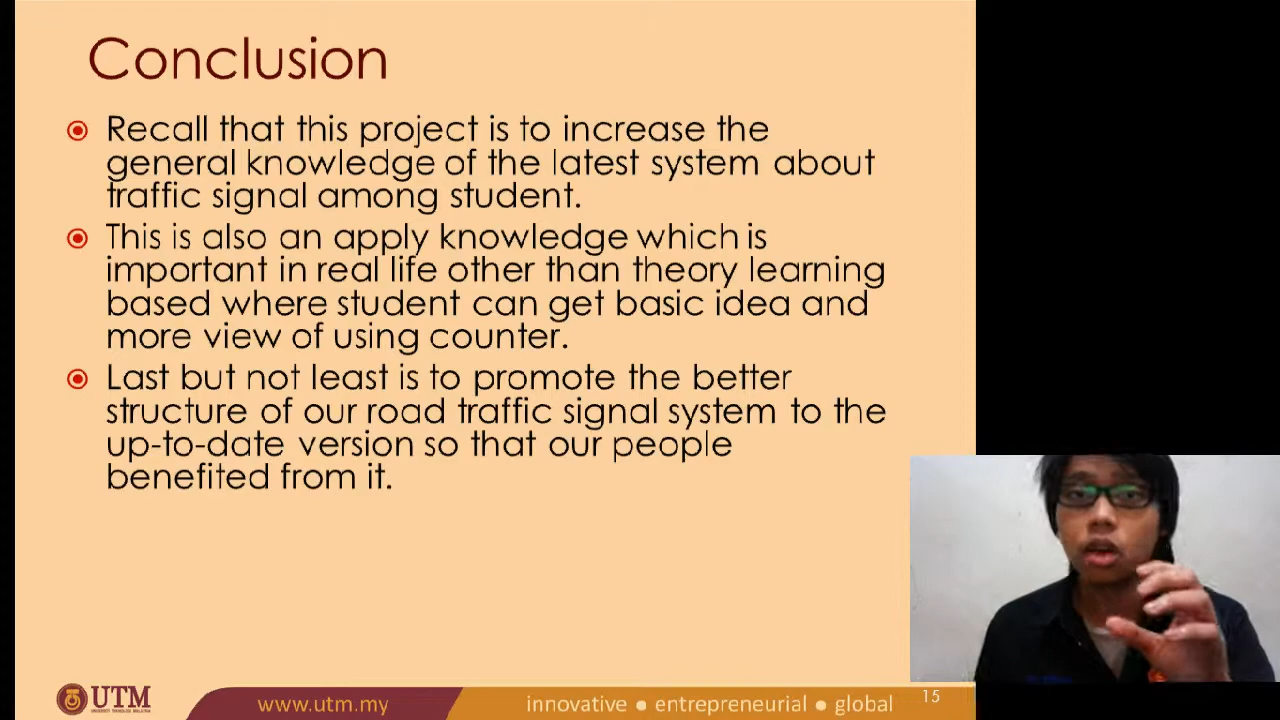 Conclusion
Recall that this project is to increase the
general knowledge of the latest system about
traffic signal among student.
This is also an apply knowledge which is
important in real life other than theory learning
based where student can get basic idea and
more view of using counter.
Last but not least is to promote the better
structure of our road traffic signal system to the
up-to-date version so that our people
benefited from it.
UTM
UNIVERSITI TEKNOLOGI MALAYSIA
www.utm.my
innovative ● entrepreneurial ● global
15